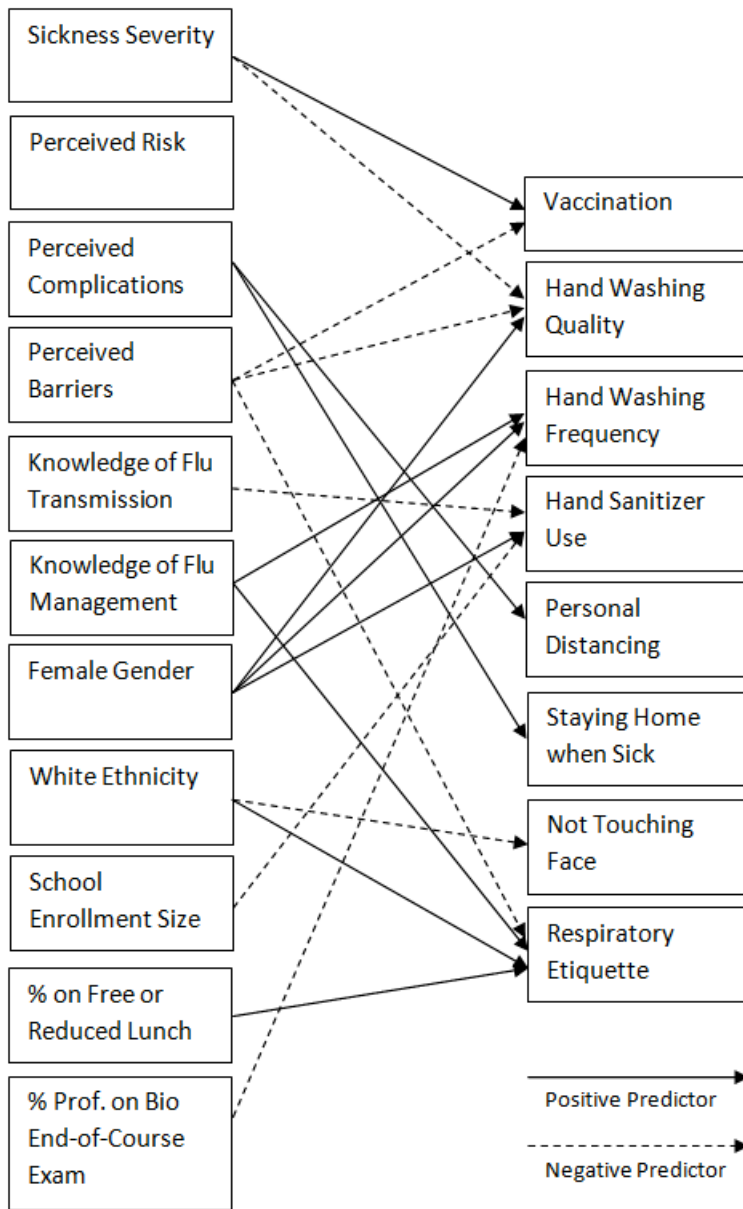 Sickness Severity
Perceived Risk
Perceived
Complications
Perceived
Barriers
Knowledge of Flu
Transmission
Knowledge of Flu
Management
Female Gender
White Ethnicity
School
Enrollment Size
% on Free or
Reduced Lunch
% Prof. on Bio
End-of-Course
Exam
Vaccination
Hand Washing
Quality
Hand Washing
Frequency
Hand Sanitizer
Use
Personal
Distancing
Staying Home
when Sick
Not Touching
Face
Respiratory
Etiquette
Positive Predictor
Negative Predictor